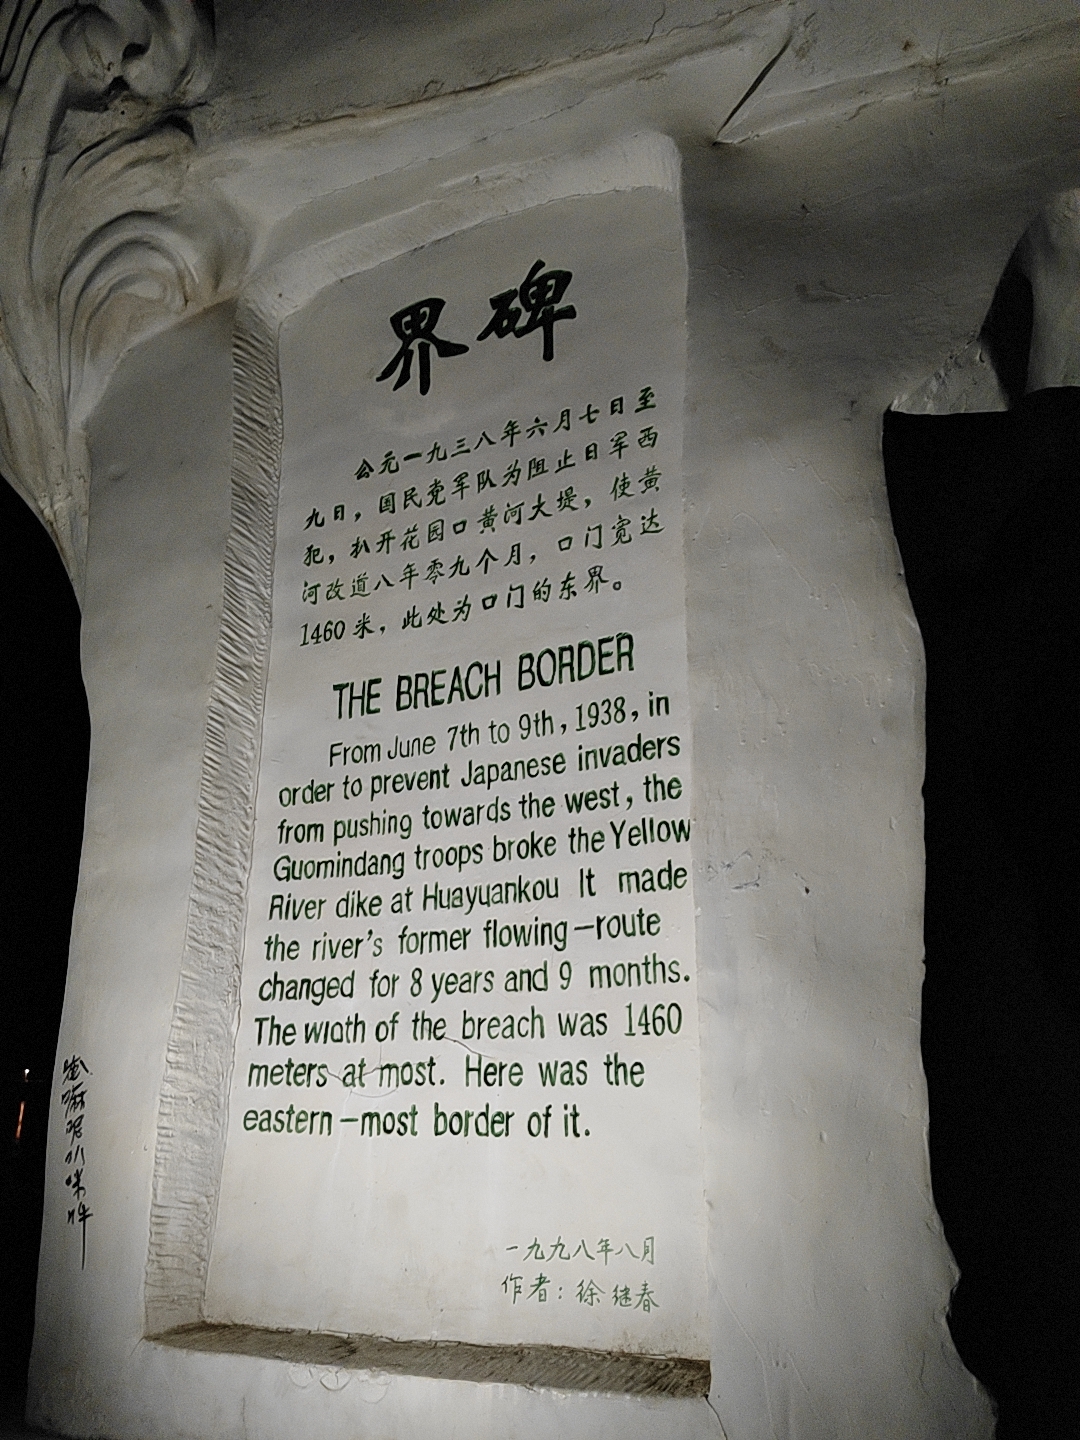 界碑
公元一九三八年六月七日至
九日，国民党军队为阻止日军西
犯，扒开花园口黄河大堤，使黄
河改道八年零九个月，口门宽达
1460米，此处为口门的东界。
THE BREACH BORDER
From June 7th to 9th, 1938, in
order to prevent Japanese invaders
from pushing towards the west, the
Guomindang troops broke the Yellow
River dike at Huayuankou It made
the river's former flowing—route
changed for 8 years and 9 months.
The width of the breach was 1460
meters at most. Here was the
eastern—most border of it.
一九九八年八月
作者：徐继春
嘛呢叭咪吽